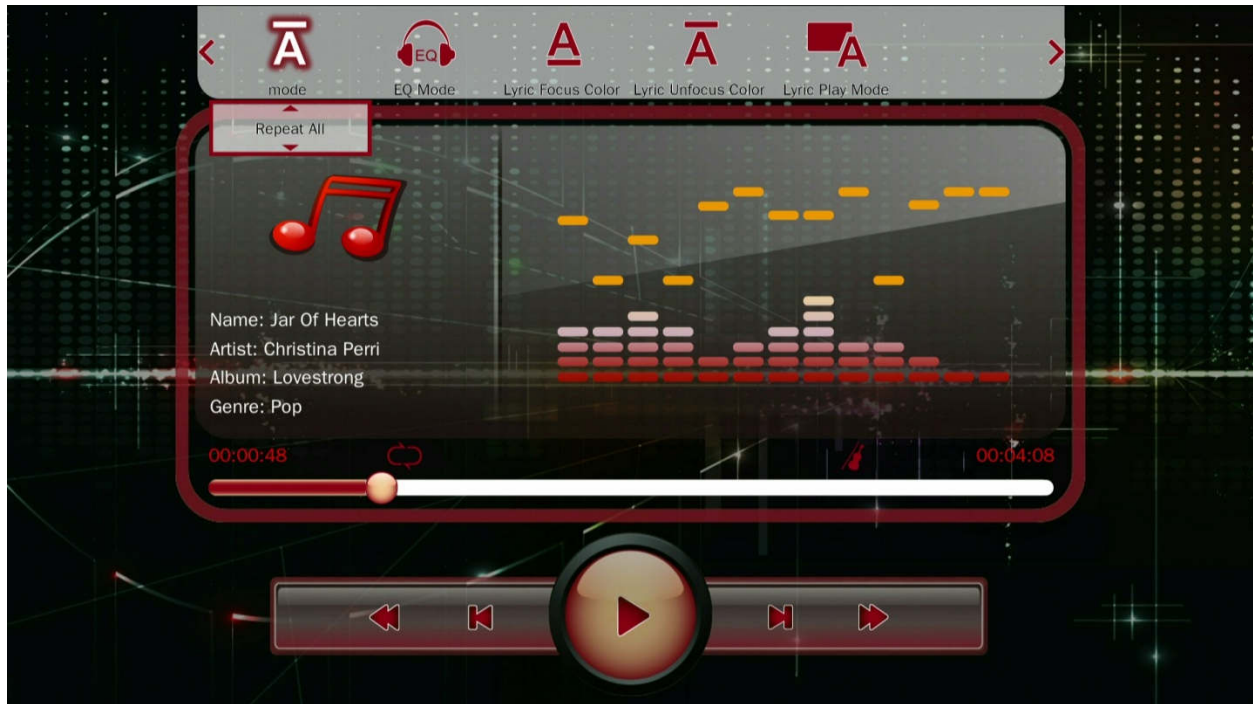 A
EQ
A
A
A
mode
EQ Mode
Lyric Focus Color
Lyric Unfocus Color
Lyric Play Mode
Repeat All
Name: Jar Of Hearts
Artist: Christina Perri
Album: Lovestrong
Genre: Pop
00:00:48
00:04:08